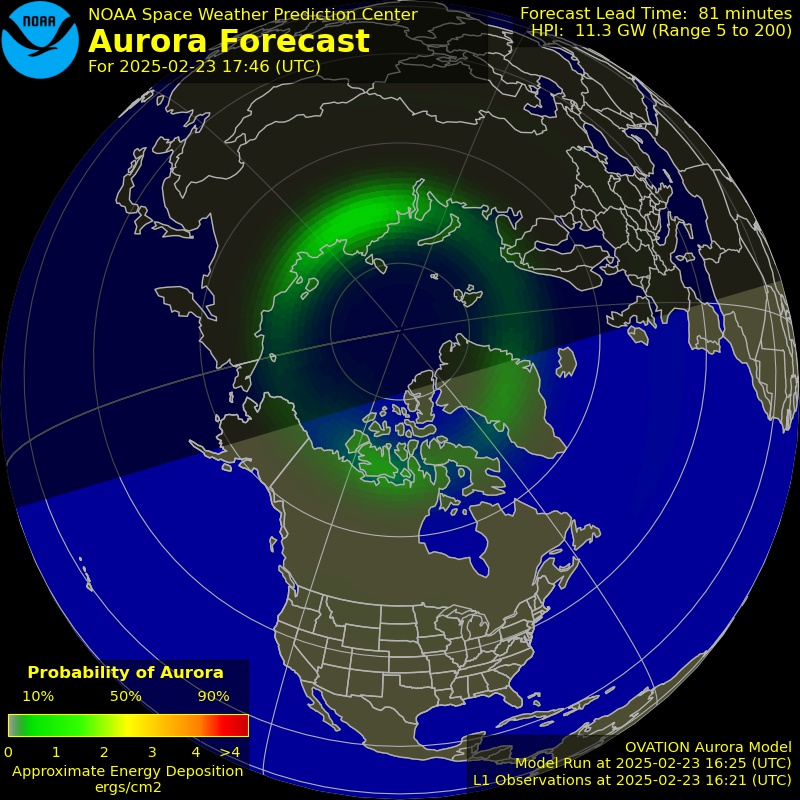 NOAA
NOAA Space Weather Prediction Center
Aurora Forecast
For 2025-02-23 17:46 (UTC)
Forecast Lead Time: 81 minutes
HPI: 11.3 GW (Range 5 to 200)
Probability of Aurora
10% 50% 90%
0 1 2 3 4 >4
Approximate Energy Deposition
ergs/cm2
OVATION Aurora Model
Model Run at 2025-02-23 16:25 (UTC)
L1 Observations at 2025-02-23 16:21 (UTC)